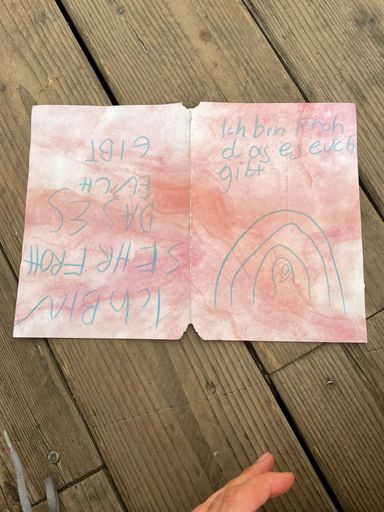 ICH BIN
SEHR FROH
DAS ES
EUCH
GIBT
Ich bin Froh
das es euch
gibt